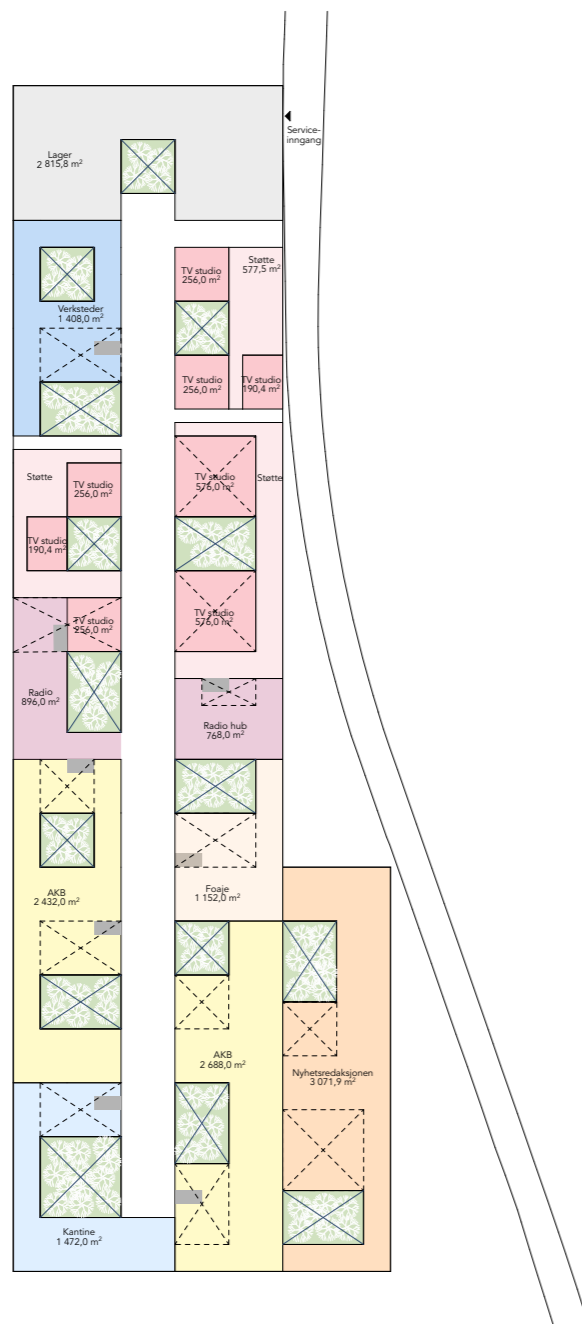 Service-
inngang
Lager
2 815,8 m²
TV studio
256,0 m²
Støtte
577,5 m²
Verksteder
1 408,0 m²
TV studio
256,0 m²
TV studio
190,4 m²
Støtte
TV studio
256,0 m²
TV studio
576,0 m²
Støtte
TV studio
190,4 m²
TV studio
256,0 m²
TV studio
576,0 m²
Radio
896,0 m²
Radio hub
768,0 m²
AKB
2 432,0 m²
Foaje
1 152,0 m²
AKB
2 688,0 m²
Nyhetsredaksjonen
3 071,9 m²
Kantine
1 472,0 m²